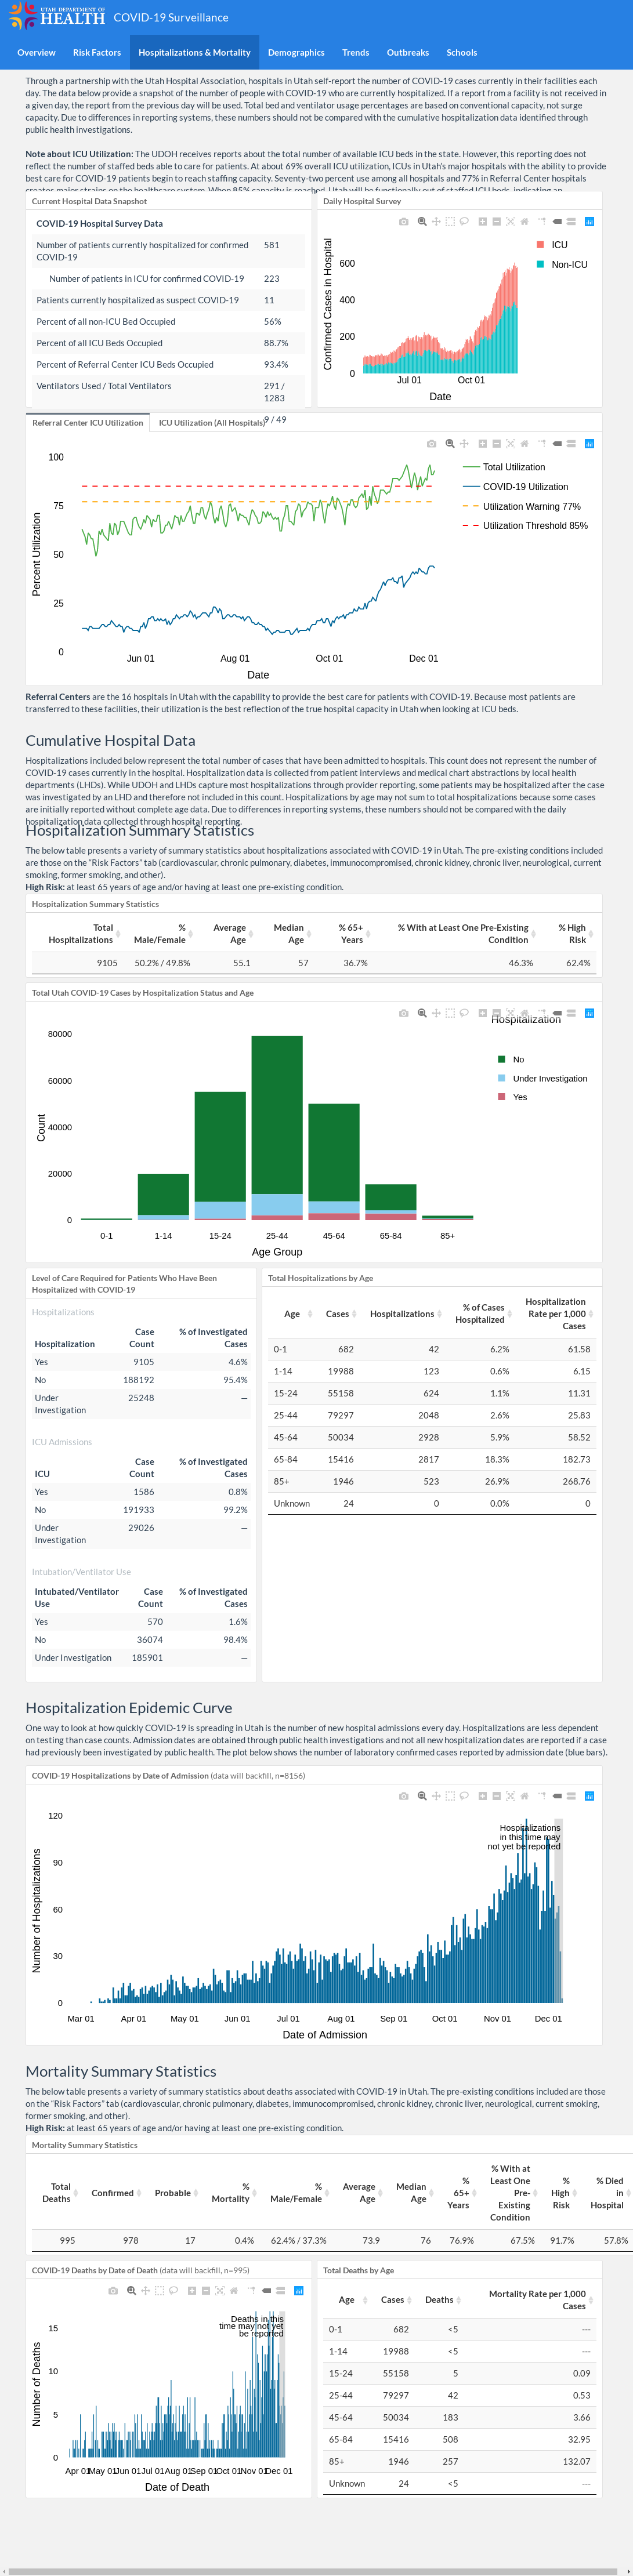 UTAH DEPARTMENT OF
HEALTH
COVID-19 Surveillance
Overview Risk Factors Hospitalizations & Mortality Demographics Trends Outbreaks Schools
Through a partnership with the Utah Hospital Association, hospitals in Utah self-report the number of COVID-19 cases currently in their facilities each
day. The data below provide a snapshot of the number of people with COVID-19 who are currently hospitalized. If a report from a facility is not received in
a given day, the report from the previous day will be used. Total bed and ventilator usage percentages are based on conventional capacity, not surge
capacity. Due to differences in reporting systems, these numbers should not be compared with the cumulative hospitalization data identified through
public health investigations.
Note about ICU Utilization: The UDOH receives reports about the total number of available ICU beds in the state. However, this reporting does not
reflect the number of staffed beds able to care for patients. At about 69% overall ICU utilization, ICUs in Utah's major hospitals with the ability to provide
best care for COVID-19 patients begin to reach staffing capacity. Seventy-two percent use among all hospitals and 77% in Referral Center hospitals
creates major strains on the healthcare system. When 85% capacity is reached, Utah will be functionally out of staffed ICU beds, indicating an
Current Hospital Data Snapshot
COVID-19 Hospital Survey Data
Number of patients currently hospitalized for confirmed 581
COVID-19
Number of patients in ICU for confirmed COVID-19 223
Patients currently hospitalized as suspect COVID-19 11
Percent of all non-ICU Bed Occupied 56%
Percent of all ICU Beds Occupied 88.7%
Percent of Referral Center ICU Beds Occupied 93.4%
Ventilators Used / Total Ventilators 291 /
1283
9 / 49
Daily Hospital Survey
Confirmed Cases in Hospital
600
400
200
0
Jul 01 Oct 01
Date
ICU
Non-ICU
Referral Center ICU Utilization ICU Utilization (All Hospitals)
Percent Utilization
100
75
50
25
0
Jun 01 Aug 01 Oct 01 Dec 01
Date
Total Utilization
COVID-19 Utilization
Utilization Warning 77%
Utilization Threshold 85%
Referral Centers are the 16 hospitals in Utah with the capability to provide the best care for patients with COVID-19. Because most patients are
transferred to these facilities, their utilization is the best reflection of the true hospital capacity in Utah when looking at ICU beds.
Cumulative Hospital Data
Hospitalizations included below represent the total number of cases that have been admitted to hospitals. This count does not represent the number of
COVID-19 cases currently in the hospital. Hospitalization data is collected from patient interviews and medical chart abstractions by local health
departments (LHDs). While UDOH and LHDs capture most hospitalizations through provider reporting, some patients may be hospitalized after the case
was investigated by an LHD and therefore not included in this count. Hospitalizations by age may not sum to total hospitalizations because some cases
are initially reported without complete age data. Due to differences in reporting systems, these numbers should not be compared with the daily
hospitalization data collected through hospital reporting.
Hospitalization Summary Statistics
The below table presents a variety of summary statistics about hospitalizations associated with COVID-19 in Utah. The pre-existing conditions included
are those on the "Risk Factors" tab (cardiovascular, chronic pulmonary, diabetes, immunocompromised, chronic kidney, chronic liver, neurological, current
smoking, former smoking, and other).
High Risk: at least 65 years of age and/or having at least one pre-existing condition.
Hospitalization Summary Statistics
Total % Average Median % 65+ % With at Least One Pre-Existing % High
Hospitalizations Male/Female Age Age Years Condition Risk
9105 50.2% / 49.8% 55.1 57 36.7% 46.3% 62.4%
Total Utah COVID-19 Cases by Hospitalization Status and Age
Hospitalization
No
Under Investigation
Yes
Count
80000
60000
40000
20000
0
0-1 1-14 15-24 25-44 45-64 65-84 85+
Age Group
Level of Care Required for Patients Who Have Been
Hospitalized with COVID-19
Hospitalizations
Case % of Investigated
Hospitalization Count Cases
Yes 9105 4.6%
No 188192 95.4%
Under 25248 —
Investigation
ICU Admissions
Case % of Investigated
ICU Count Cases
Yes 1586 0.8%
No 191933 99.2%
Under 29026 —
Investigation
Intubation/Ventilator Use
Intubated/Ventilator Case % of Investigated
Use Count Cases
Yes 570 1.6%
No 36074 98.4%
Under Investigation 185901 —
Total Hospitalizations by Age
Hospitalization
% of Cases Rate per 1,000
Age Cases Hospitalizations Hospitalized Cases
0-1 682 42 6.2% 61.58
1-14 19988 123 0.6% 6.15
15-24 55158 624 1.1% 11.31
25-44 79297 2048 2.6% 25.83
45-64 50034 2928 5.9% 58.52
65-84 15416 2817 18.3% 182.73
85+ 1946 523 26.9% 268.76
Unknown 24 0 0.0% 0
Hospitalization Epidemic Curve
One way to look at how quickly COVID-19 is spreading in Utah is the number of new hospital admissions every day. Hospitalizations are less dependent
on testing than case counts. Admission dates are obtained through public health investigations and not all new hospitalization dates are reported if a case
had previously been investigated by public health. The plot below shows the number of laboratory confirmed cases reported by admission date (blue bars).
COVID-19 Hospitalizations by Date of Admission (data will backfill, n=8156)
Number of Hospitalizations
120
90
60
30
0
Hospitalizations
in this time may
not yet be reported
Mar 01 Apr 01 May 01 Jun 01 Jul 01 Aug 01 Sep 01 Oct 01 Nov 01 Dec 01
Date of Admission
Mortality Summary Statistics
The below table presents a variety of summary statistics about deaths associated with COVID-19 in Utah. The pre-existing conditions included are those
on the "Risk Factors" tab (cardiovascular, chronic pulmonary, diabetes, immunocompromised, chronic kidney, chronic liver, neurological, current smoking,
former smoking, and other).
High Risk: at least 65 years of age and/or having at least one pre-existing condition.
Mortality Summary Statistics
% With at
% Least One % % Died
Total % % Average Median 65+ Pre- High in
Deaths Confirmed Probable Mortality Male/Female Age Age Years Existing Risk Hospital
Condition
995 978 17 0.4% 62.4% / 37.3% 73.9 76 76.9% 67.5% 91.7% 57.8%
COVID-19 Deaths by Date of Death (data will backfill, n=995)
Number of Deaths
15
10
5
0
Deaths in this
time may not yet
be reported
Apr 01 May 01 Jun 01 Jul 01 Aug 01 Sep 01 Oct 01 Nov 01 Dec 01
Date of Death
Total Deaths by Age
Mortality Rate per 1,000
Age Cases Deaths Cases
0-1 682 <5 ---
1-14 19988 <5 ---
15-24 55158 5 0.09
25-44 79297 42 0.53
45-64 50034 183 3.66
65-84 15416 508 32.95
85+ 1946 257 132.07
Unknown 24 <5 ---